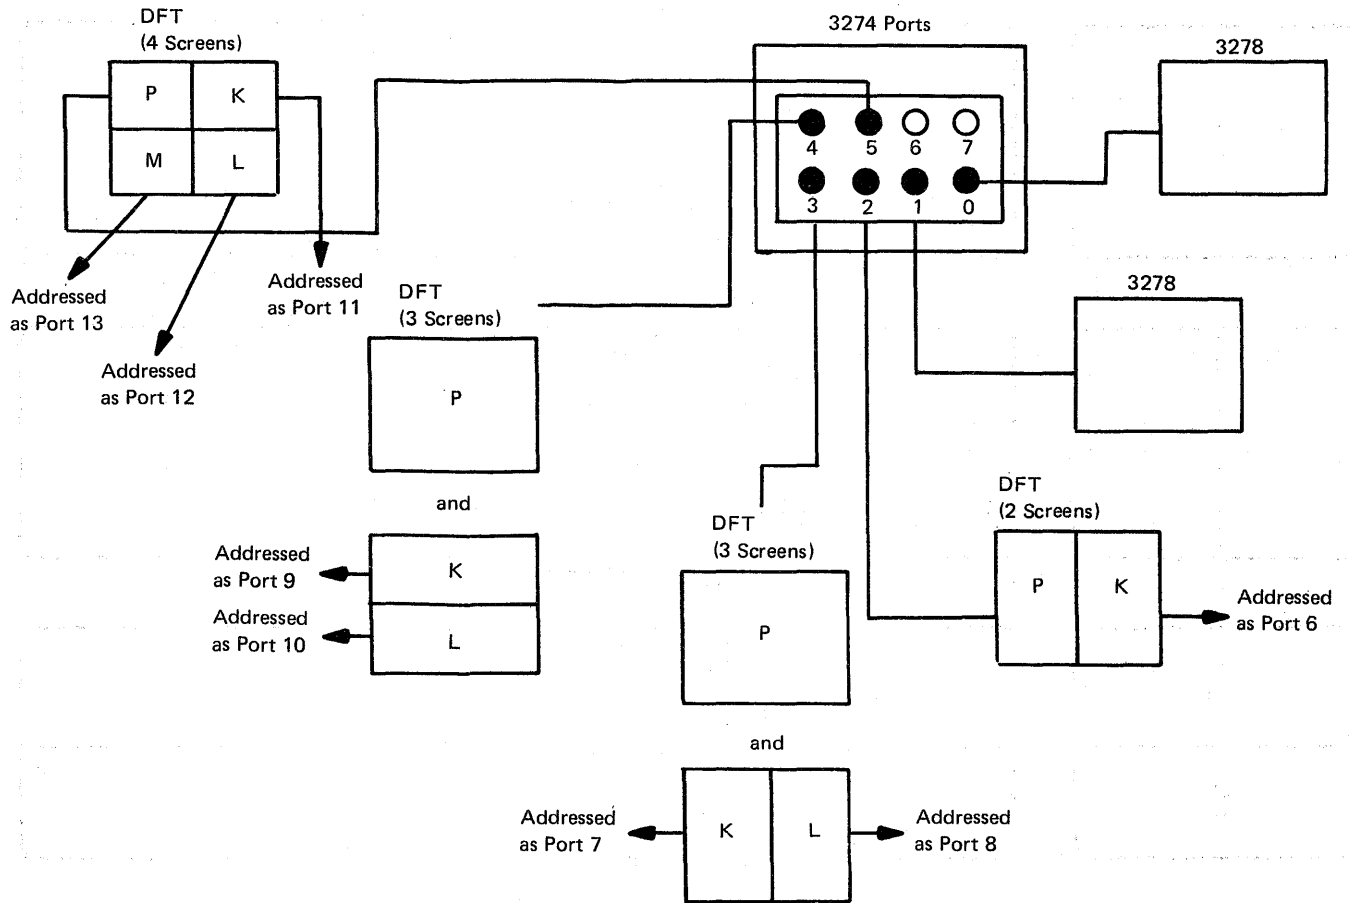 DFT
(4 Screens)
P
K
M
L
Addressed
as Port 13
Addressed
as Port 12
Addressed
as Port 11
3274 Ports
4
5
6
7
3
2
1
0
3278
3278
DFT
(3 Screens)
P
and
K
L
Addressed
as Port 9
Addressed
as Port 10
DFT
(3 Screens)
P
and
K
L
Addressed
as Port 7
Addressed
as Port 8
DFT
(2 Screens)
P
K
Addressed
as Port 6